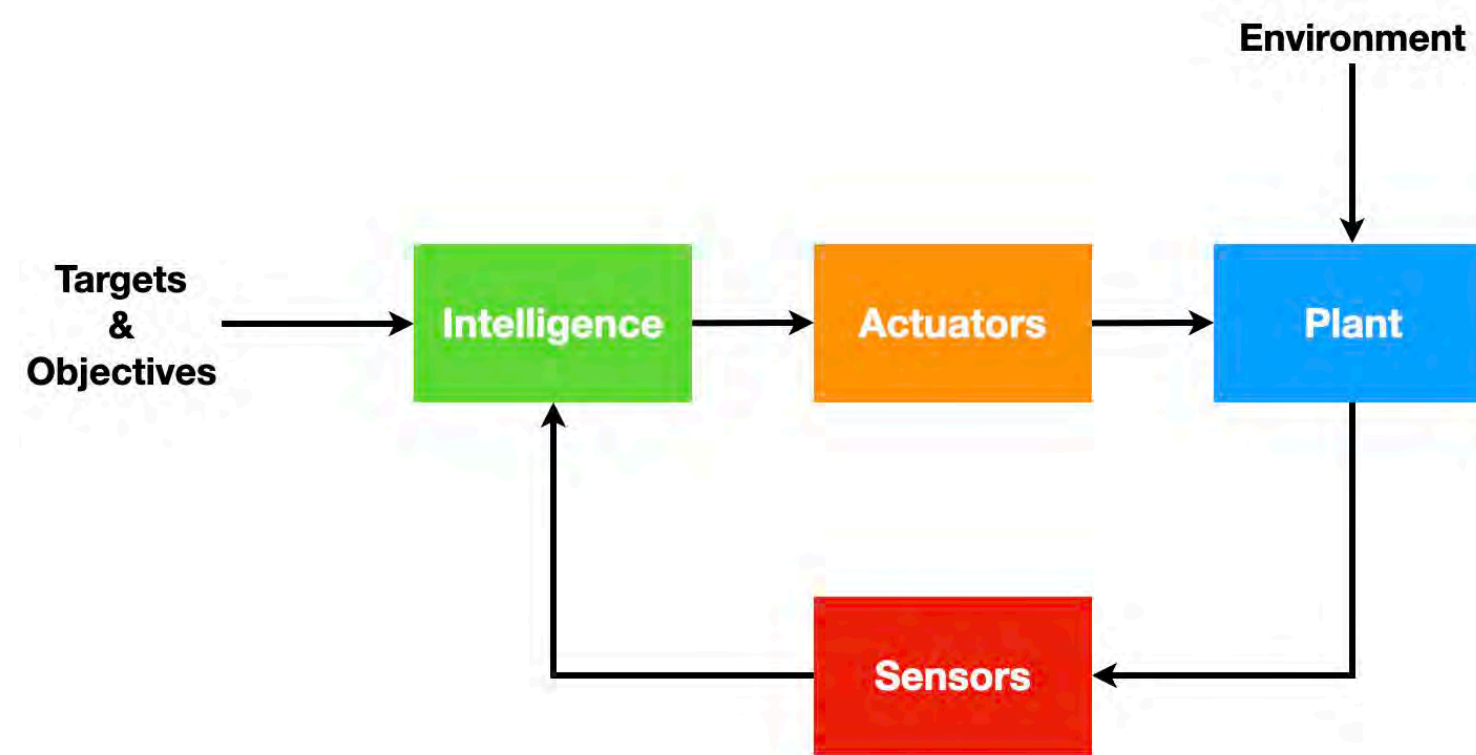 Environment
Targets
&
Objectives
Intelligence
Actuators
Plant
Sensors